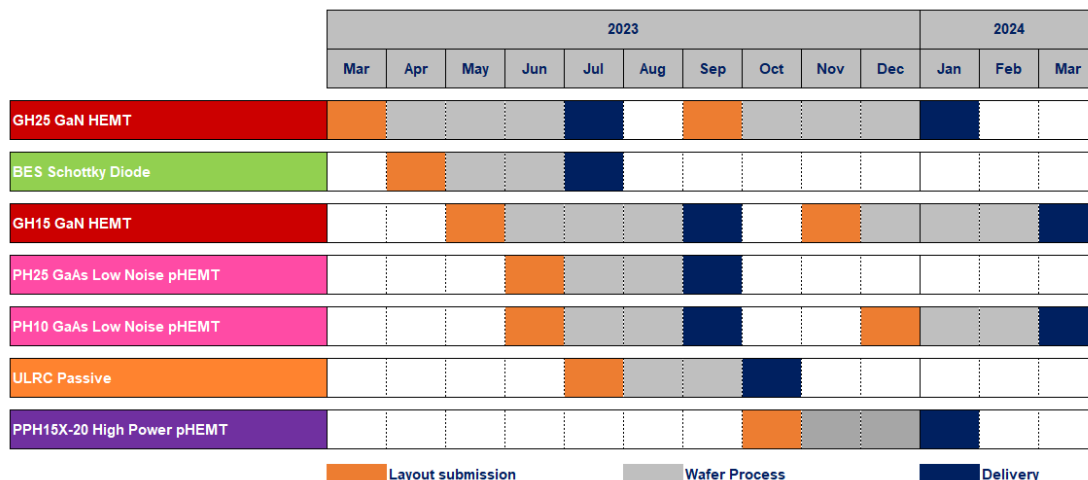 2023 2024
Mar Apr May Jun Jul Aug Sep Oct Nov Dec Jan Feb Mar
GH25 GaN HEMT
BES Schottky Diode
GH15 GaN HEMT
PH25 GaAs Low Noise pHEMT
PH10 GaAs Low Noise pHEMT
ULRC Passive
PPH15X-20 High Power pHEMT
Layout submission Wafer Process Delivery